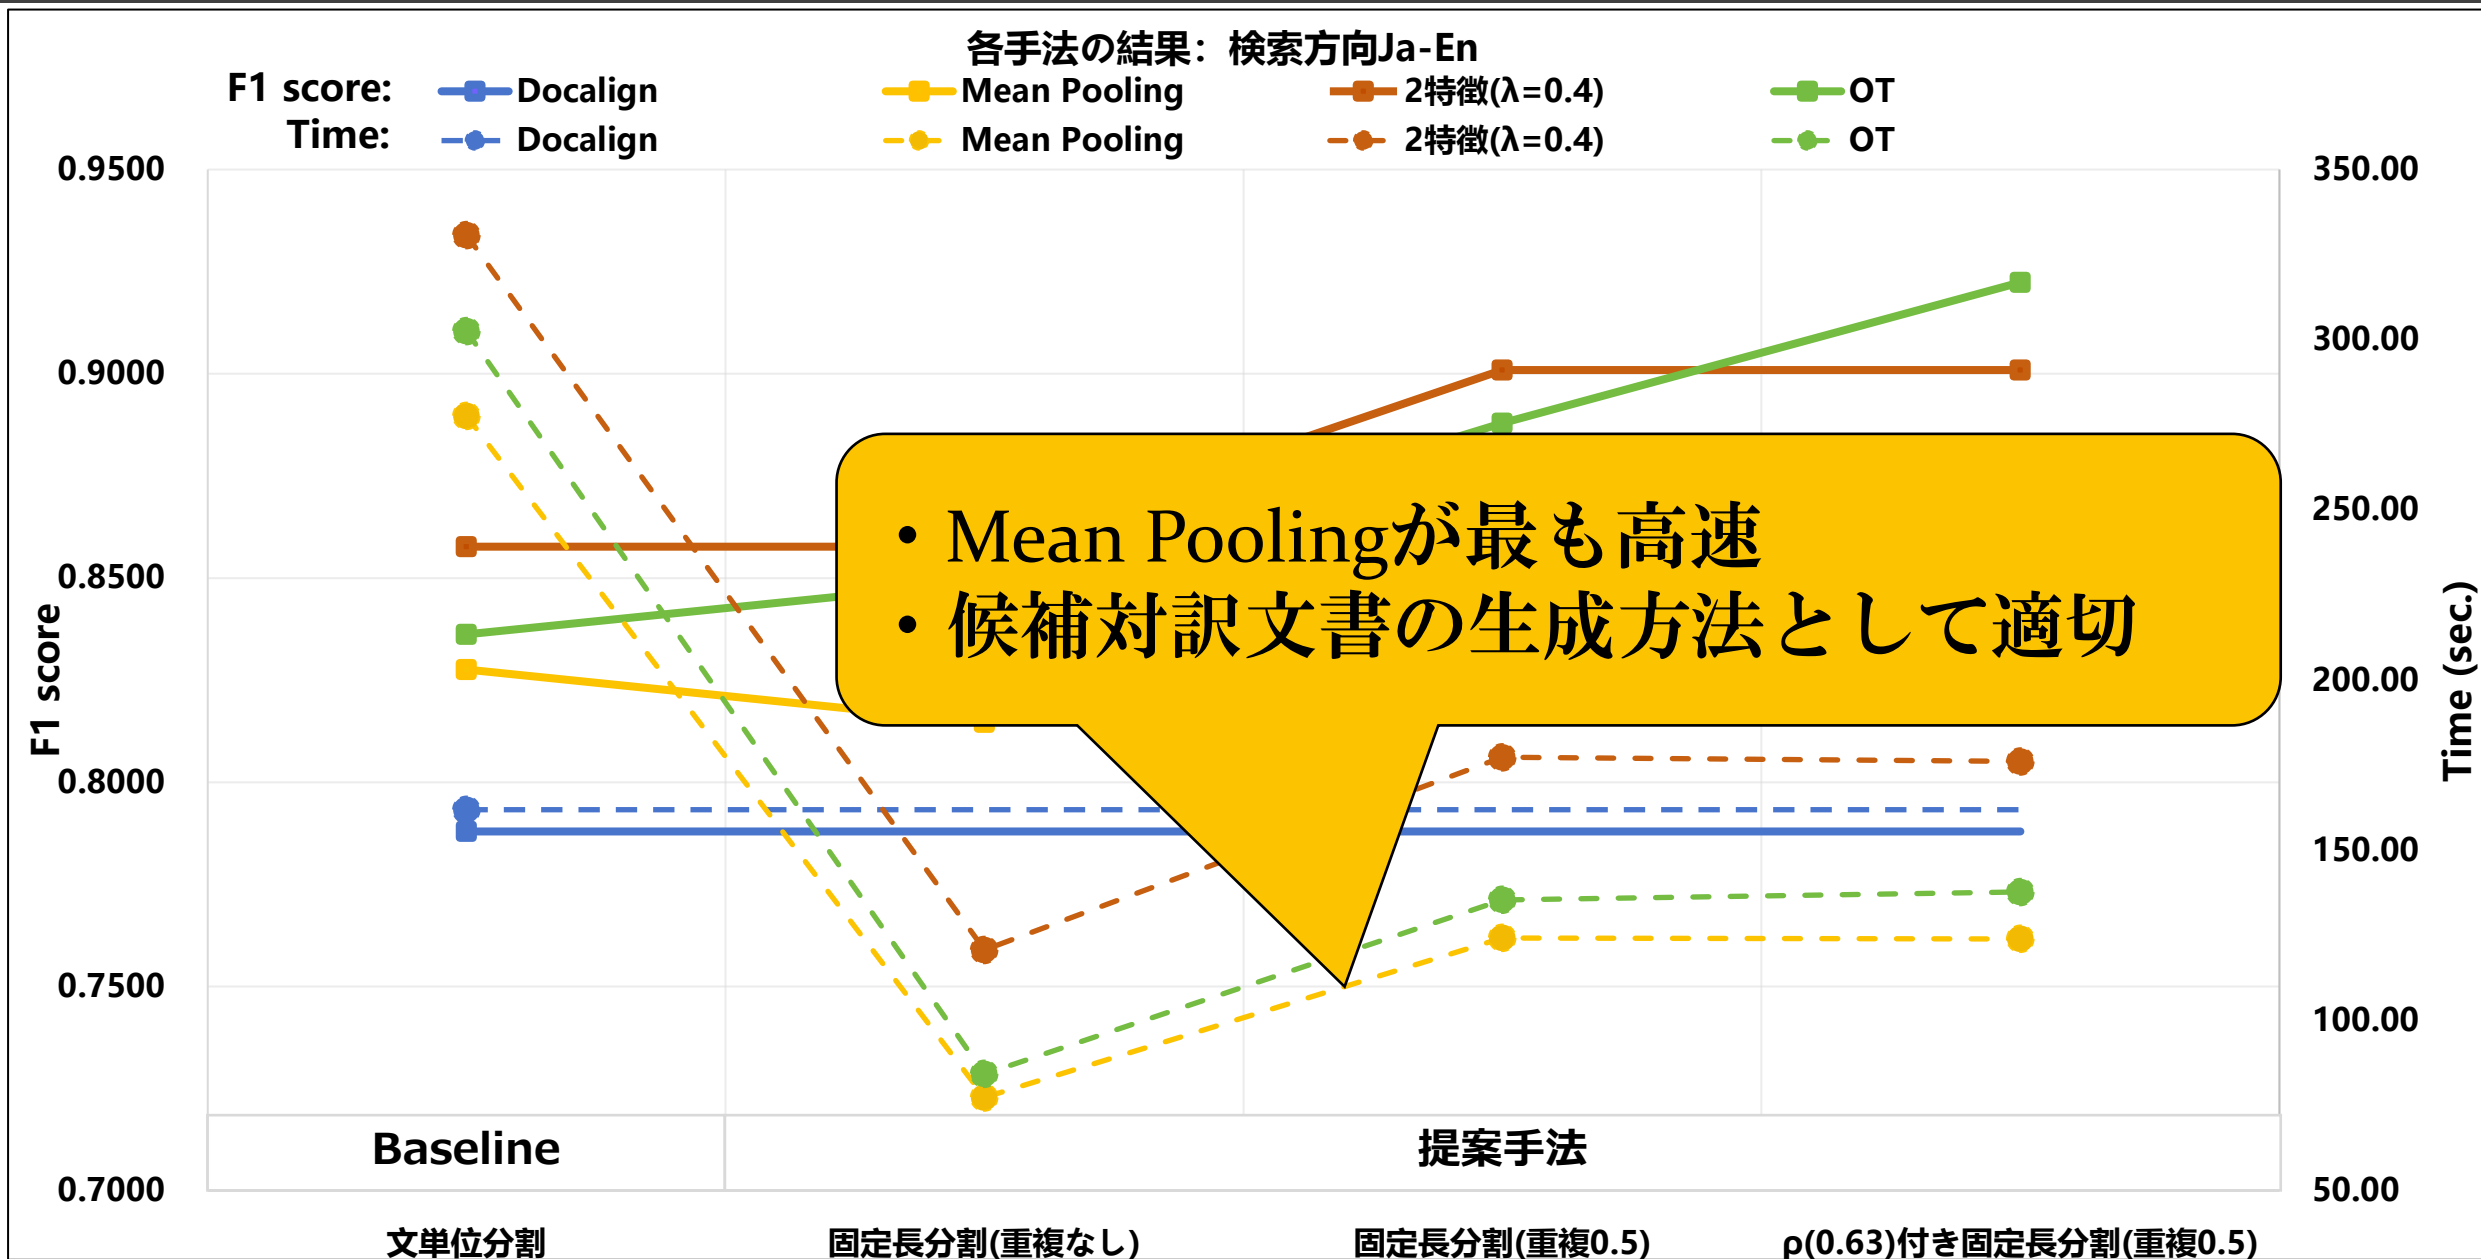 各手法の結果：検索方向Ja-En
F1 score: Docalign Mean Pooling 2特徴(λ=0.4) OT
Time: Docalign Mean Pooling 2特徴(λ=0.4) OT
0.9500
0.9000
0.8500
0.8000
0.7500
0.7000
F1 score
350.00
300.00
250.00
200.00
150.00
100.00
50.00
Time (sec.)
• Mean Poolingが最も高速
• 候補対訳文書の生成方法として適切
Baseline 提案手法
文単位分割 固定長分割(重複なし) 固定長分割(重複0.5) ρ(0.63)付き固定長分割(重複0.5)